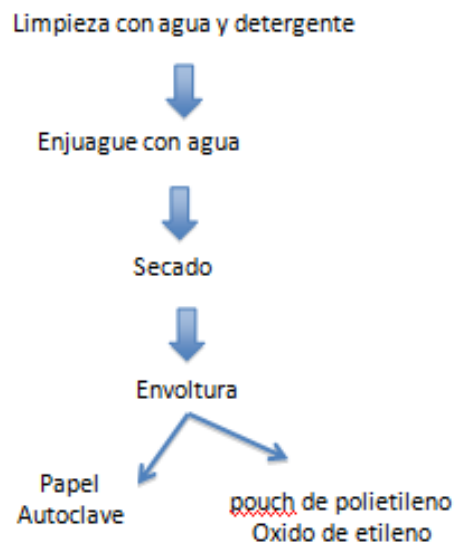 Limpieza con agua y detergente
Enjuague con agua
Secado
Envoltura
Papel
Autoclave
pouch de polietileno
Oxido de etileno